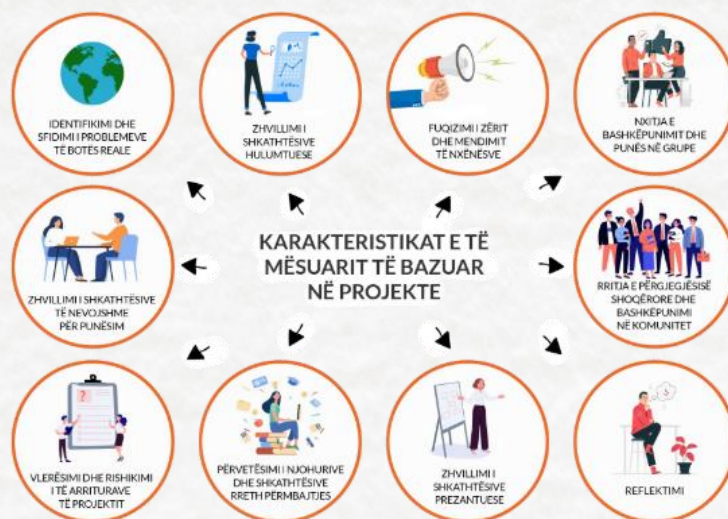 IDENTIFIKIMI DHE
SFIDIMI I PROBLEMEVE
TË BOTËS REALE
ZHVILLIMI I
SHKATHTËSIVE
HULUMTUESE
FUQIZIMI I ZËRIT
DHE MENDIMIT
TË NXËNËSVE
NXITJA E
BASHKËPUNIMIT DHE
PUNËS NË GRUPE
KARAKTERISTIKAT E TË
MËSUARIT TË BAZUAR
NË PROJEKTE
ZHVILLIMI I SHKATHTËSIVE
TË NEVOJSHME
PËR PUNËSIM
RRITJA E PËRGJEGJËSISË
SHOQËRORE DHE
BASHKËPUNIMI
NË KOMUNITET
VLERËSIMI DHE RISHIKIMI
I TË ARRITURAVE
TË PROJEKTIT
PËRVETËSIMI I NJOHURIVE
DHE SHKATHTËSIVE
RRETH PËRMBAJTJES
ZHVILLIMI I
SHKATHTËSIVE
PREZANTUESE
REFLEKTIMI